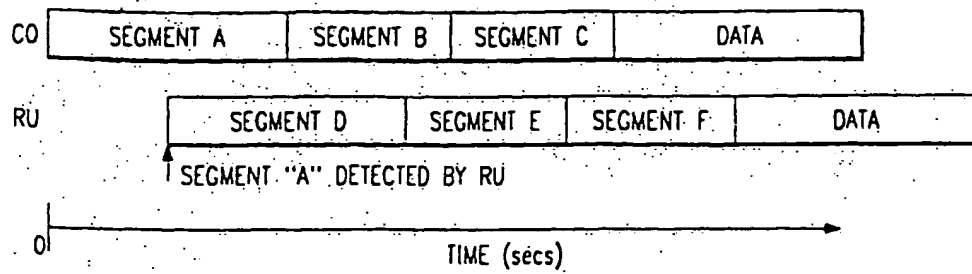 CO SEGMENT A SEGMENT B SEGMENT C DATA
RU SEGMENT D SEGMENT E SEGMENT F DATA
SEGMENT "A" DETECTED BY RU
0
TIME (secs)